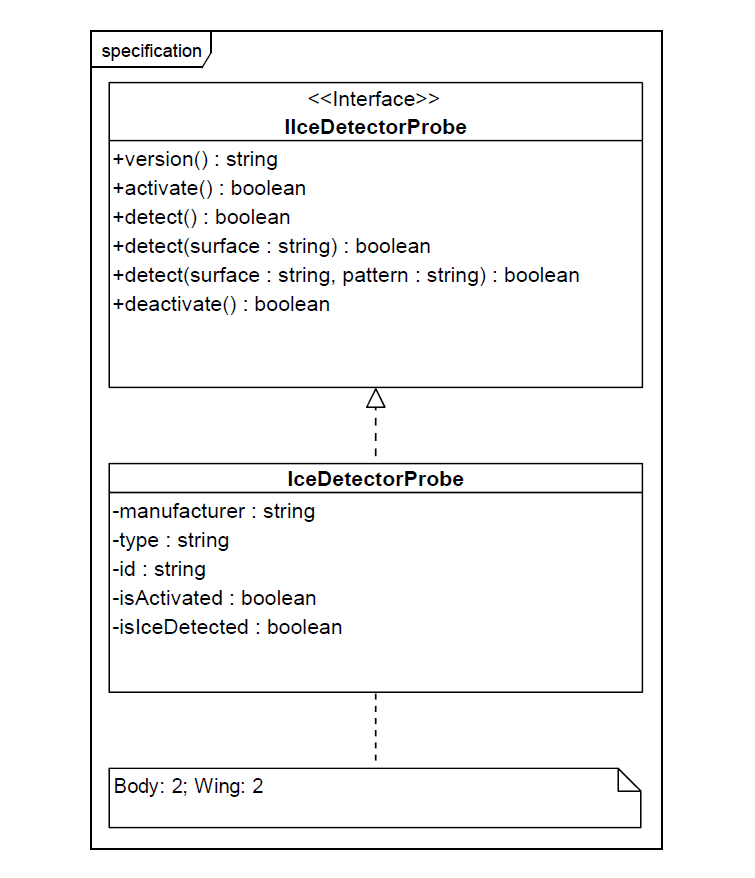 specification
<<Interface>>
IIceDetectorProbe
+version() : string
+activate() : boolean
+detect() : boolean
+detect(surface : string) : boolean
+detect(surface : string, pattern : string) : boolean
+deactivate() : boolean
IceDetectorProbe
-manufacturer : string
-type : string
-id : string
-isActivated : boolean
-isIceDetected : boolean
Body: 2; Wing: 2